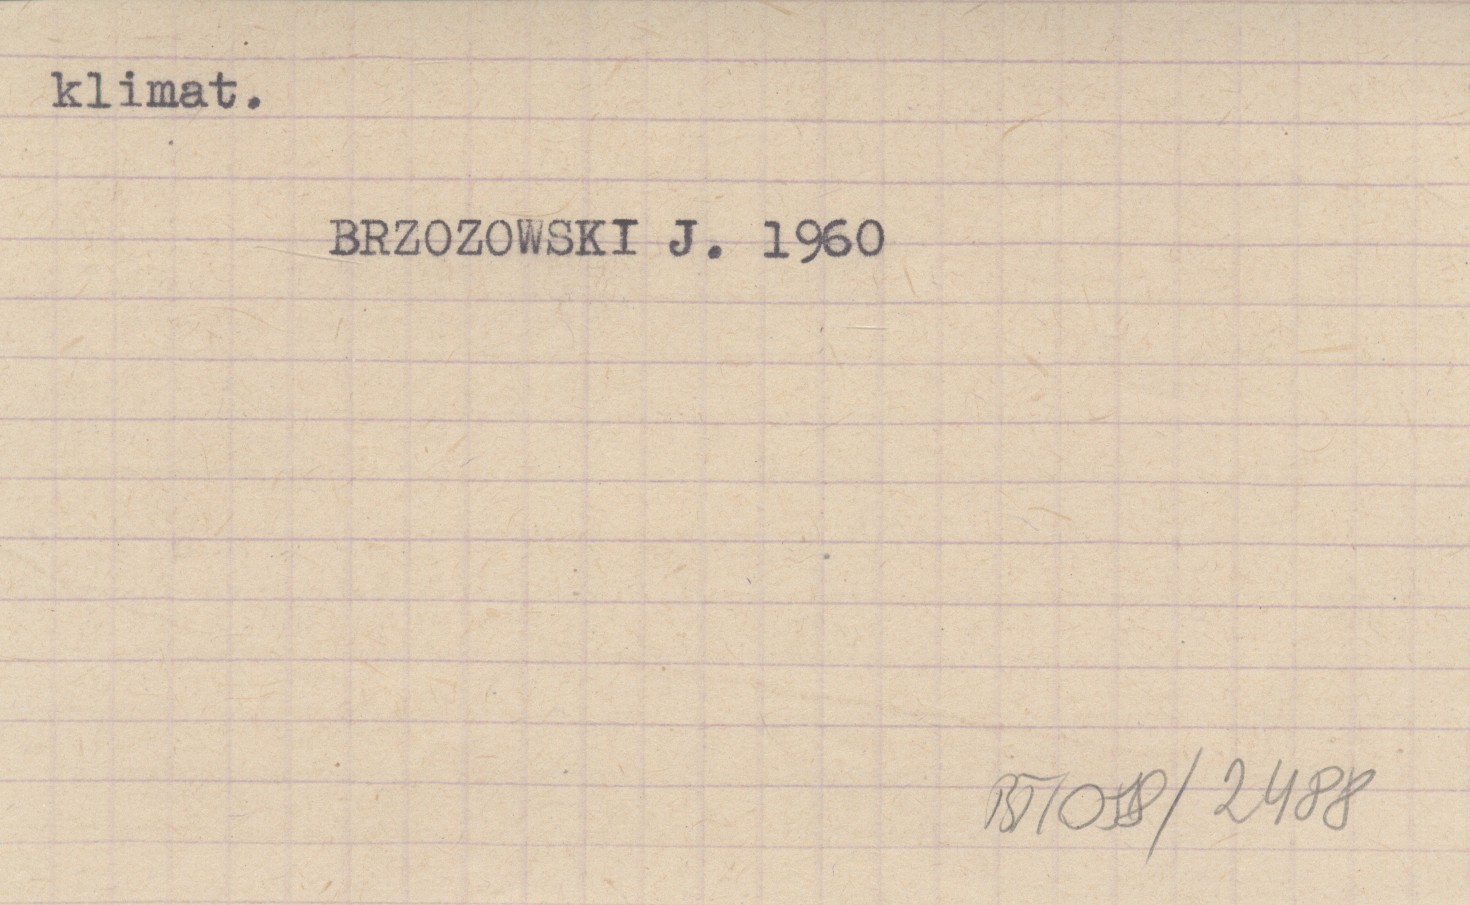 klimat.
BRZOZOWSKI J. 1960
/2488